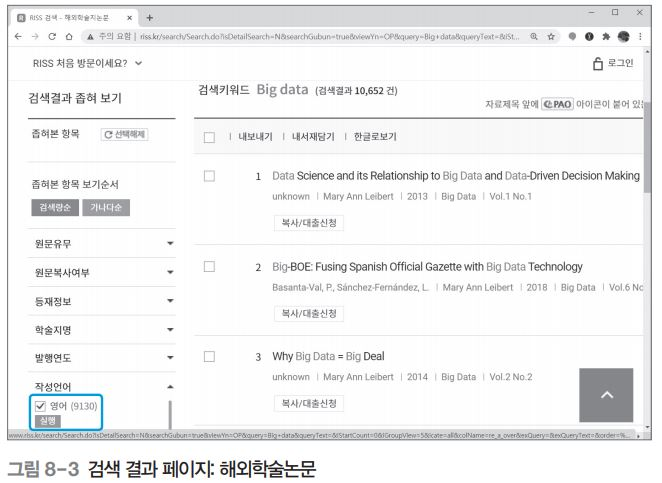 RISS 검색 - 해외학술지논문
주의 요함 | riss.kr/search/Search.do?isDetailSearch=N&searchGubun=true&viewYn=OP&query=Big+data&queryText=&iSt...
RISS 처음 방문이세요?
로그인
검색결과 좁혀 보기
검색키워드 Big data (검색결과 10,652 건)
자료제목 앞에 PAO 아이콘이 붙어 있
좁혀본 항목 선택해제
내보내기 | 내서재담기 | 한글로보기
좁혀본 항목 보기순서
검색량순 가나다순
원문유무
원문복사여부
등재정보
학술지명
발행연도
작성언어
영어 (9130)
실행
1 Data Science and its Relationship to Big Data and Data-Driven Decision Making
unknown | Mary Ann Leibert | 2013 | Big Data | Vol.1 No.1
복사/대출신청
2 Big-BOE: Fusing Spanish Official Gazette with Big Data Technology
Basanta-Val, P., Sánchez-Fernández, L. | Mary Ann Leibert | 2018 | Big Data | Vol.6 No
복사/대출신청
3 Why Big Data = Big Deal
unknown | Mary Ann Leibert | 2014 | Big Data | Vol.2 No.2
복사/대출신청
www.riss.kr/search/Search.do?isDetailSearch=N&searchGubun=true&viewYn=OP&query=Big+data&queryText=&iStartCount=0&iGroupView=5&icate=all&colName=re_a_over&exQuery=&exQueryText=&order=%...
그림 8-3 검색 결과 페이지: 해외학술논문